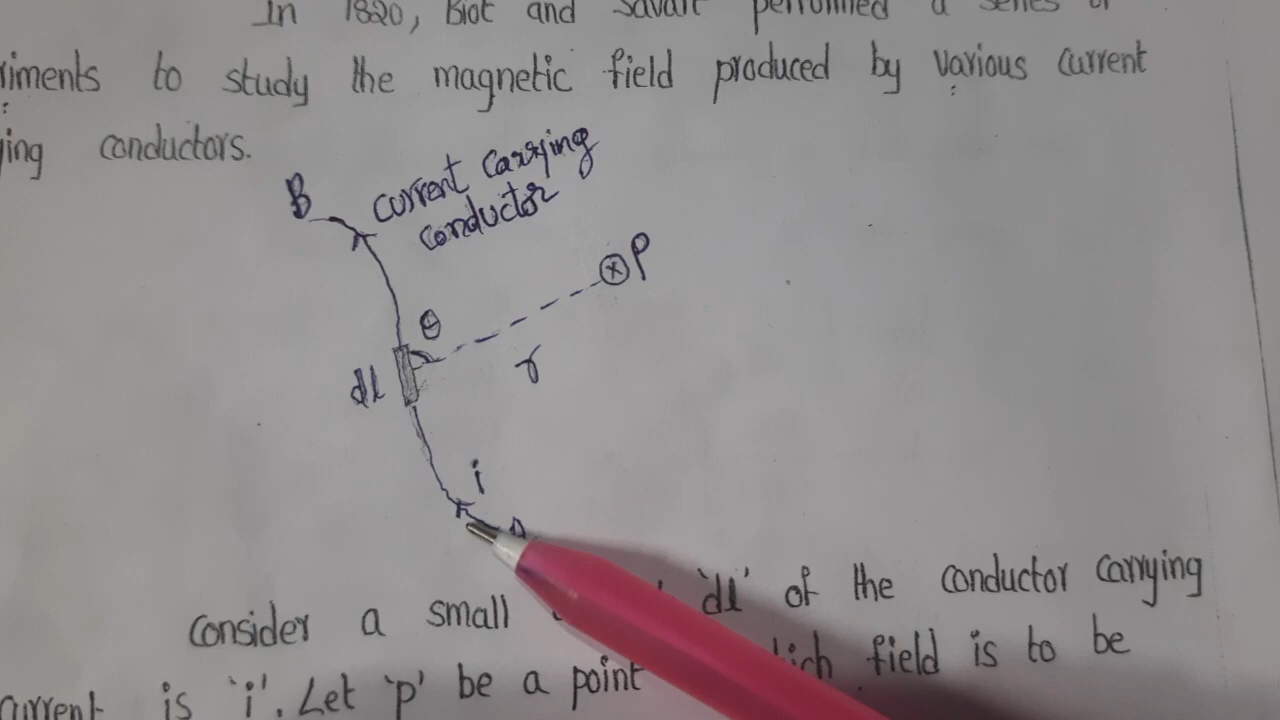 In 1820, Biot and Savart performed a series of
riments to study the magnetic field produced by various current
ying conductors.
B
current carrying
conductor
P
θ
r
dl
i
A
Consider a small 'dl' of the conductor carrying
current is 'i'. Let 'p' be a point field is to be